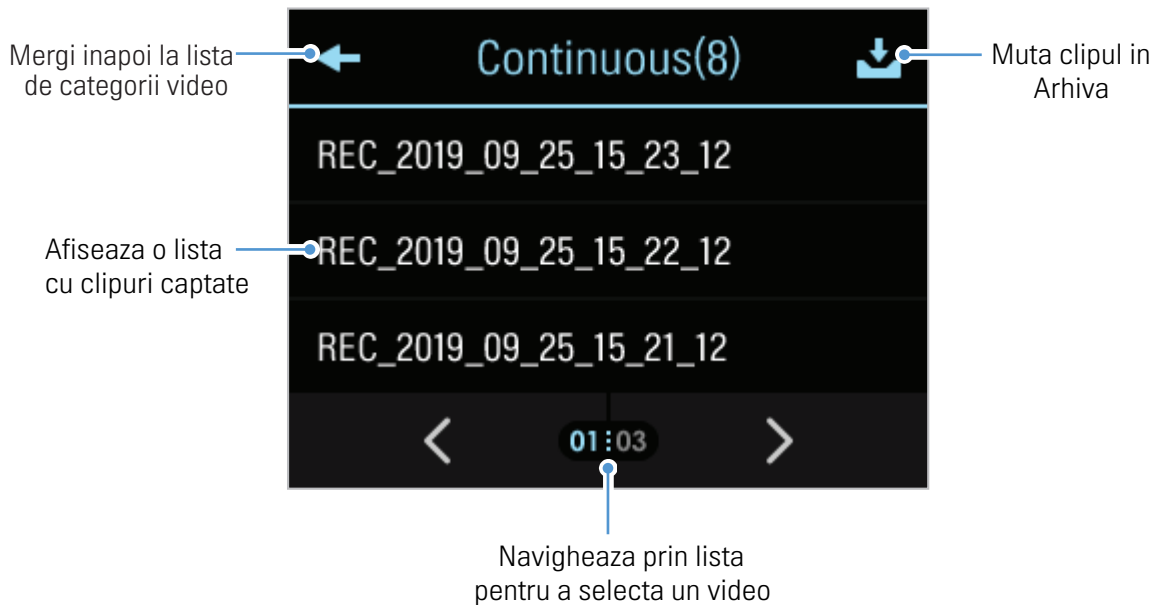 Mergi inapoi la lista
de categorii video
Continuous(8)
Muta clipul in
Arhiva
REC_2019_09_25_15_23_12
Afiseaza o lista
cu clipuri captate
REC_2019_09_25_15_22_12
REC_2019_09_25_15_21_12
01:03
Navigheaza prin lista
pentru a selecta un video